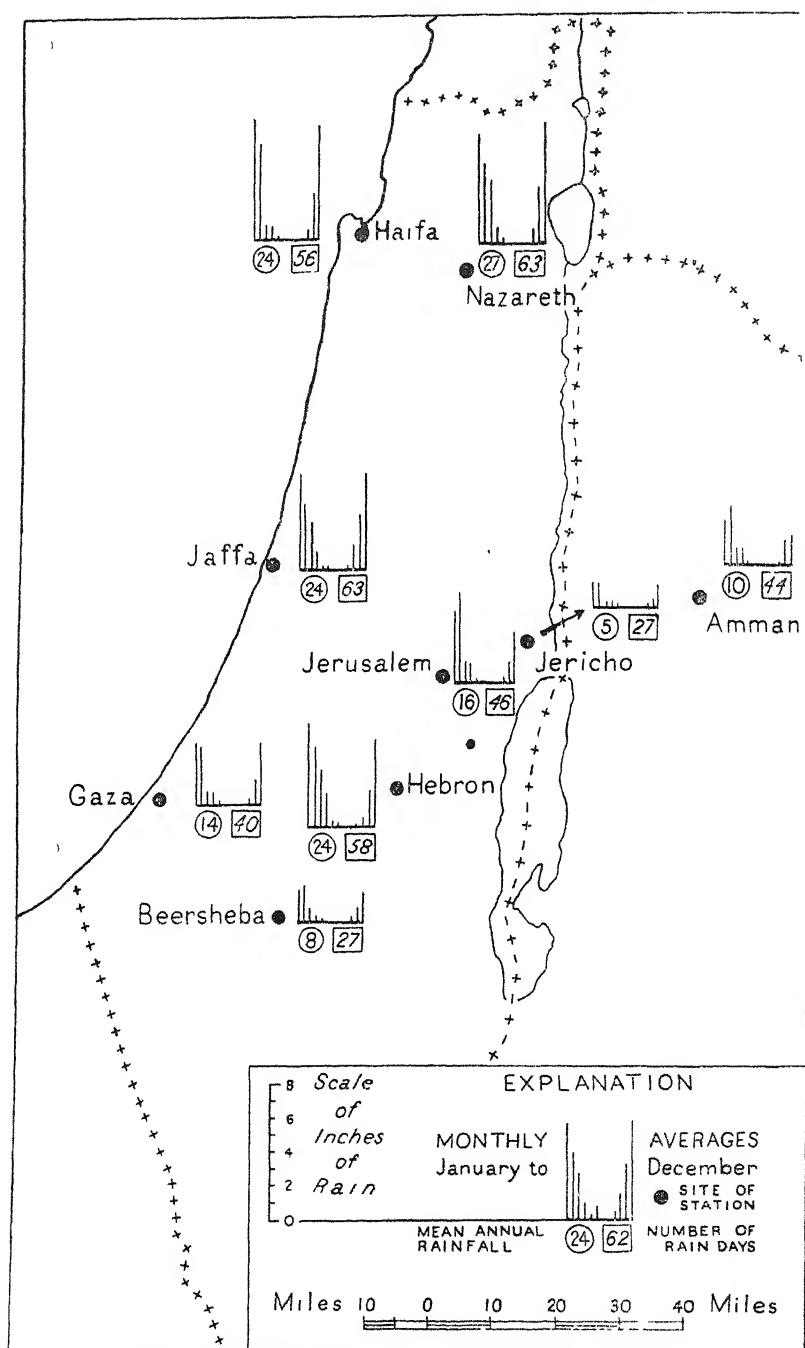 Haifa
24 56
27 63
Nazareth
Jaffa
24 63
10 44
Amman
5 27
Jerusalem
Jericho
16 46
Gaza
14 40
Hebron
24 58
Beersheba
8 27
EXPLANATION
8
6
4
2
0
Scale
of
Inches
of
Rain
MONTHLY AVERAGES
January to December
SITE OF
STATION
MEAN ANNUAL
RAINFALL
24 62
NUMBER OF
RAIN DAYS
Miles 10 0 10 20 30 40 Miles